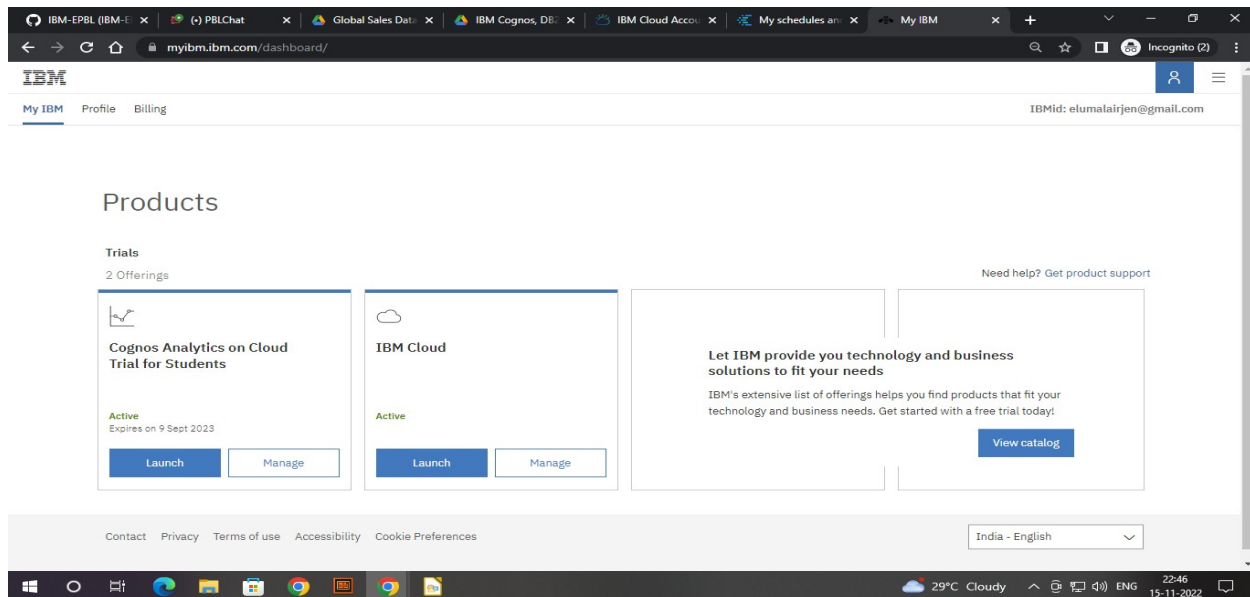 IBM-EPBL (IBM-E
(•) PBLChat
Global Sales Data
IBM Cognos, DB2
IBM Cloud Accou
My schedules and
My IBM
myibm.ibm.com/dashboard/
Incognito (2)
IBM
My IBM Profile Billing
IBMid: elumalairjen@gmail.com
Products
Trials
2 Offerings
Need help? Get product support
Cognos Analytics on Cloud
Trial for Students
Active
Expires on 9 Sept 2023
Launch Manage
IBM Cloud
Active
Launch Manage
Let IBM provide you technology and business
solutions to fit your needs
IBM's extensive list of offerings helps you find products that fit your
technology and business needs. Get started with a free trial today!
View catalog
Contact Privacy Terms of use Accessibility Cookie Preferences
India - English
29°C Cloudy
ENG
22:46
15-11-2022